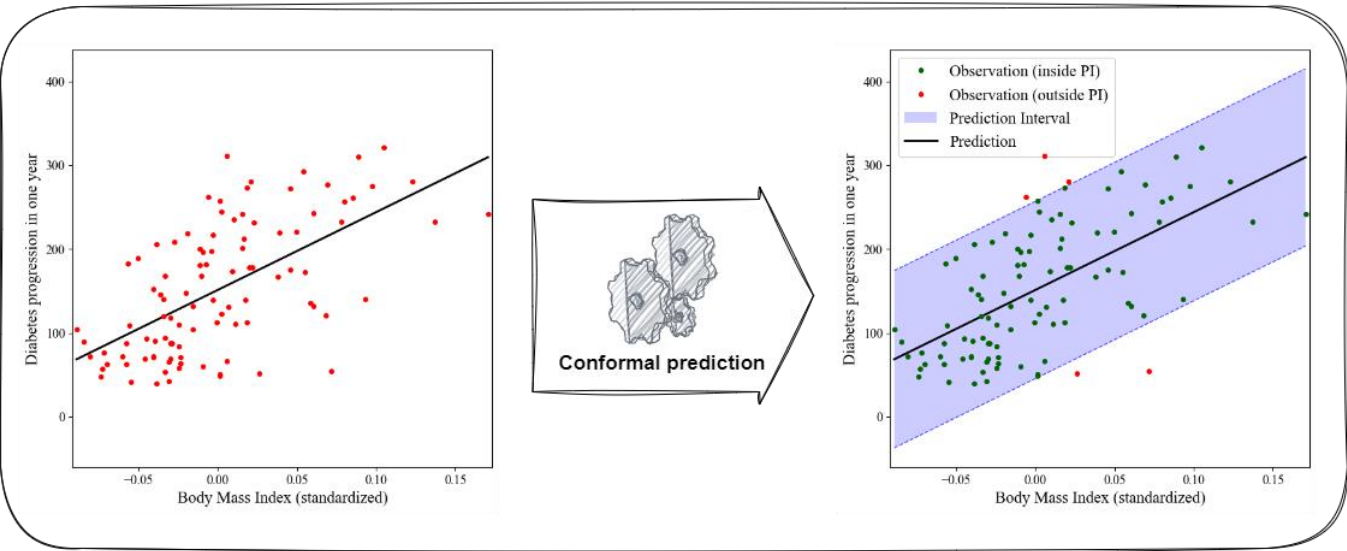 400
300
200
100
0
Diabetes progression in one year
−0.05
0.00
0.05
0.10
0.15
Body Mass Index (standardized)
Conformal prediction
400
300
200
100
0
Diabetes progression in one year
Observation (inside PI)
Observation (outside PI)
Prediction Interval
Prediction
−0.05
0.00
0.05
0.10
0.15
Body Mass Index (standardized)